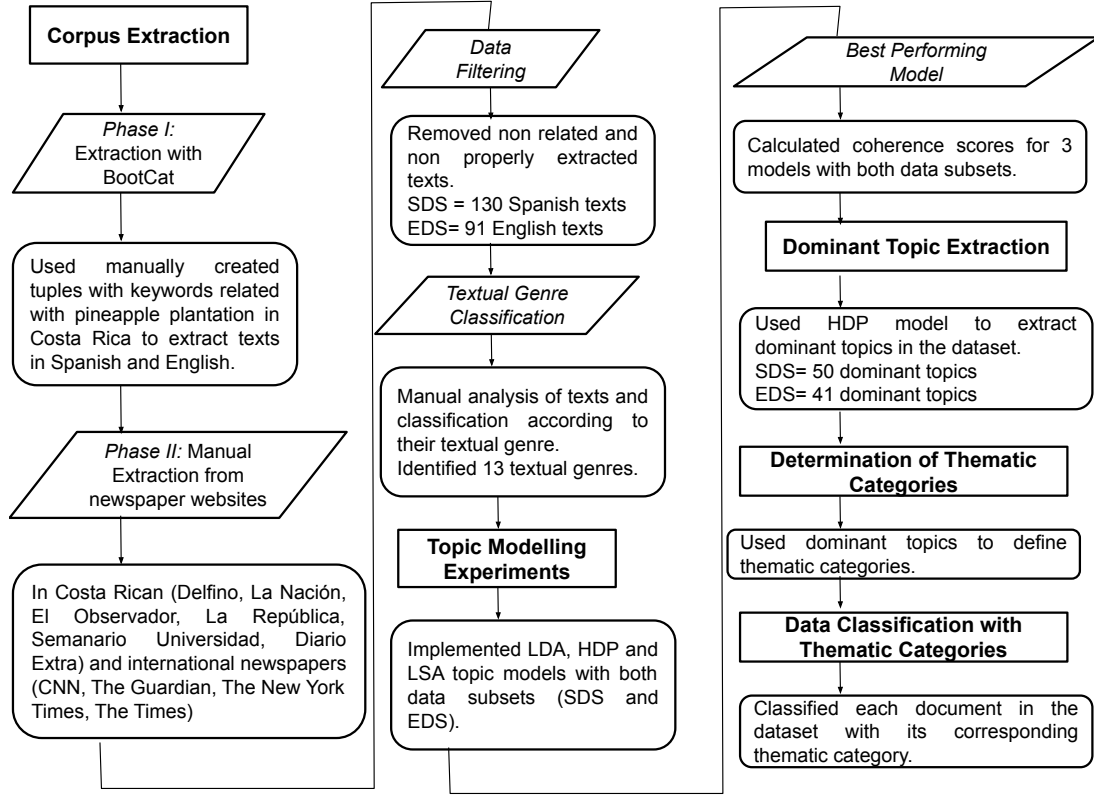 Corpus Extraction
Phase I:
Extraction with
BootCat
Used manually created
tuples with keywords related
with pineapple plantation in
Costa Rica to extract texts
in Spanish and English.
Phase II: Manual
Extraction from
newspaper websites
In Costa Rican (Delfino, La Nación,
El Observador, La República,
Semanario Universidad, Diario
Extra) and international newspapers
(CNN, The Guardian, The New York
Times, The Times)
Data
Filtering
Removed non related and
non properly extracted
texts.
SDS = 130 Spanish texts
EDS= 91 English texts
Textual Genre
Classification
Manual analysis of texts and
classification according to
their textual genre.
Identified 13 textual genres.
Topic Modelling
Experiments
Implemented LDA, HDP and
LSA topic models with both
data subsets (SDS and
EDS).
Best Performing
Model
Calculated coherence scores for 3
models with both data subsets.
Dominant Topic Extraction
Used HDP model to extract
dominant topics in the dataset.
SDS= 50 dominant topics
EDS= 41 dominant topics
Determination of Thematic
Categories
Used dominant topics to define
thematic categories.
Data Classification with
Thematic Categories
Classified each document in the
dataset with its corresponding
thematic category.